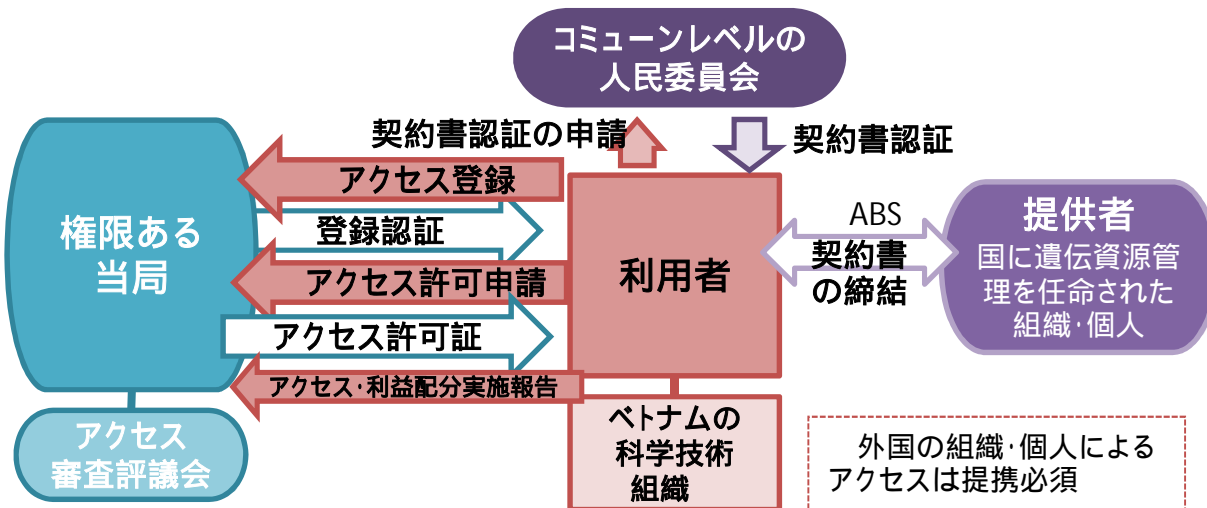 コミューンレベルの
人民委員会
契約書認証の申請
契約書認証
アクセス登録
登録認証
アクセス許可申請
アクセス許可証
アクセス・利益配分実施報告
権限ある
当局
アクセス
審査評議会
利用者
ベトナムの
科学技術
組織
ABS
契約書
の締結
提供者
国に遺伝資源管
理を任命された
組織・個人
外国の組織・個人による
アクセスは提携必須